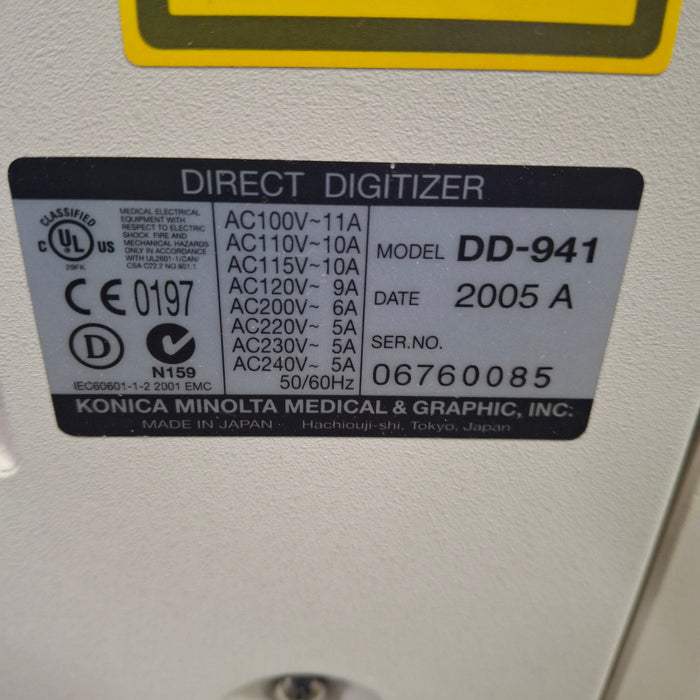 DIRECT DIGITIZER
CLASSIFIED
C UL US
29FK
MEDICAL ELECTRICAL
EQUIPMENT WITH
RESPECT TO ELECTRIC
SHOCK. FIRE AND
MECHANICAL HAZARDS
ONLY IN ACCORDANCE
WITH UL2601-1/CAN/
CSA C22.2 NO.601.1
CE 0197
D
N159
IEC60601-1-2 2001 EMC
AC100V~11A
AC110V~10A
AC115V~10A
AC120V~ 9A
AC200V~ 6A
AC220V~ 5A
AC230V~ 5A
AC240V~ 5A
50/60Hz
MODEL DD-941
DATE 2005 A
SER.NO.
06760085
KONICA MINOLTA MEDICAL & GRAPHIC, INC.
MADE IN JAPAN Hachiouji-shi, Tokyo, Japan